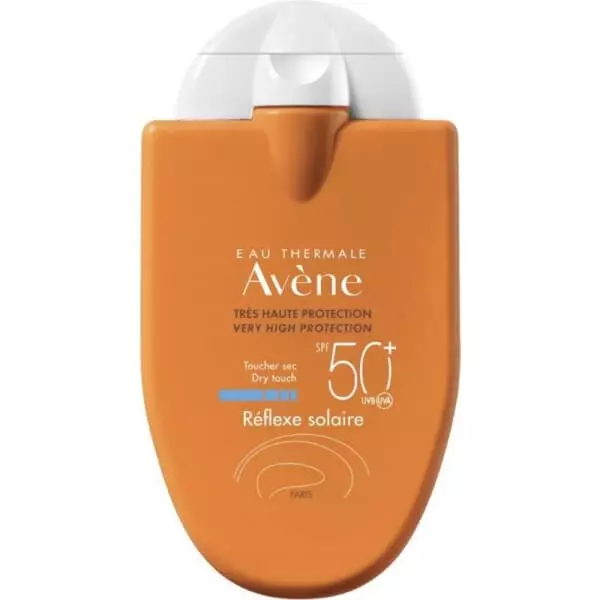 EAU THERMALE
Avène
TRÈS HAUTE PROTECTION
VERY HIGH PROTECTION
Toucher sec
Dry touch
SPF 50+
UVB UVA
Réflexe solaire
PARIS